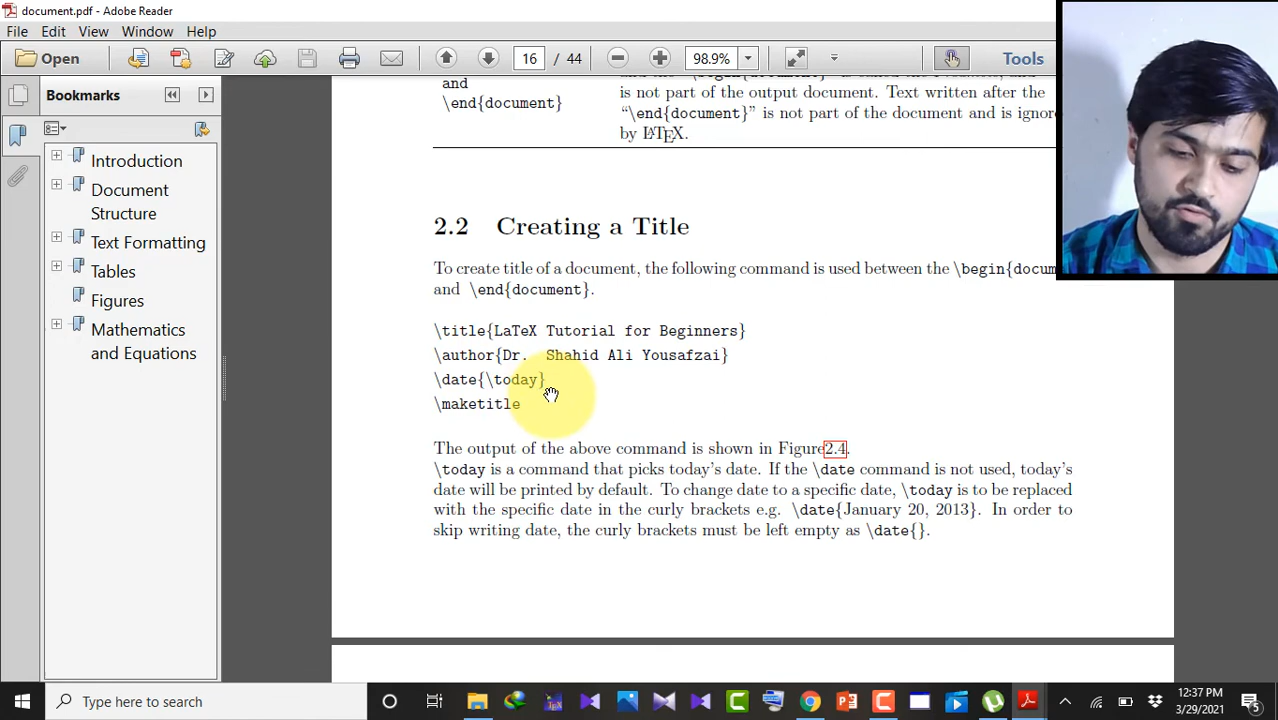 document.pdf - Adobe Reader
File Edit View Window Help
Open 16 / 44 98.9% Tools
Bookmarks
Introduction
Document
Structure
Text Formatting
Tables
Figures
Mathematics
and Equations
and
\end{document}
is not part of the output document. Text written after the
“\end{document}” is not part of the document and is ignore
by LATEX.
2.2 Creating a Title
To create title of a document, the following command is used between the \begin{docum
and \end{document}.
\title{LaTeX Tutorial for Beginners}
\author{Dr. Shahid Ali Yousafzai}
\date{\today}
\maketitle
The output of the above command is shown in Figure2.4.
\today is a command that picks today's date. If the \date command is not used, today's
date will be printed by default. To change date to a specific date, \today is to be replaced
with the specific date in the curly brackets e.g. \date{January 20, 2013}. In order to
skip writing date, the curly brackets must be left empty as \date{}.
Type here to search
12:37 PM
3/29/2021
5